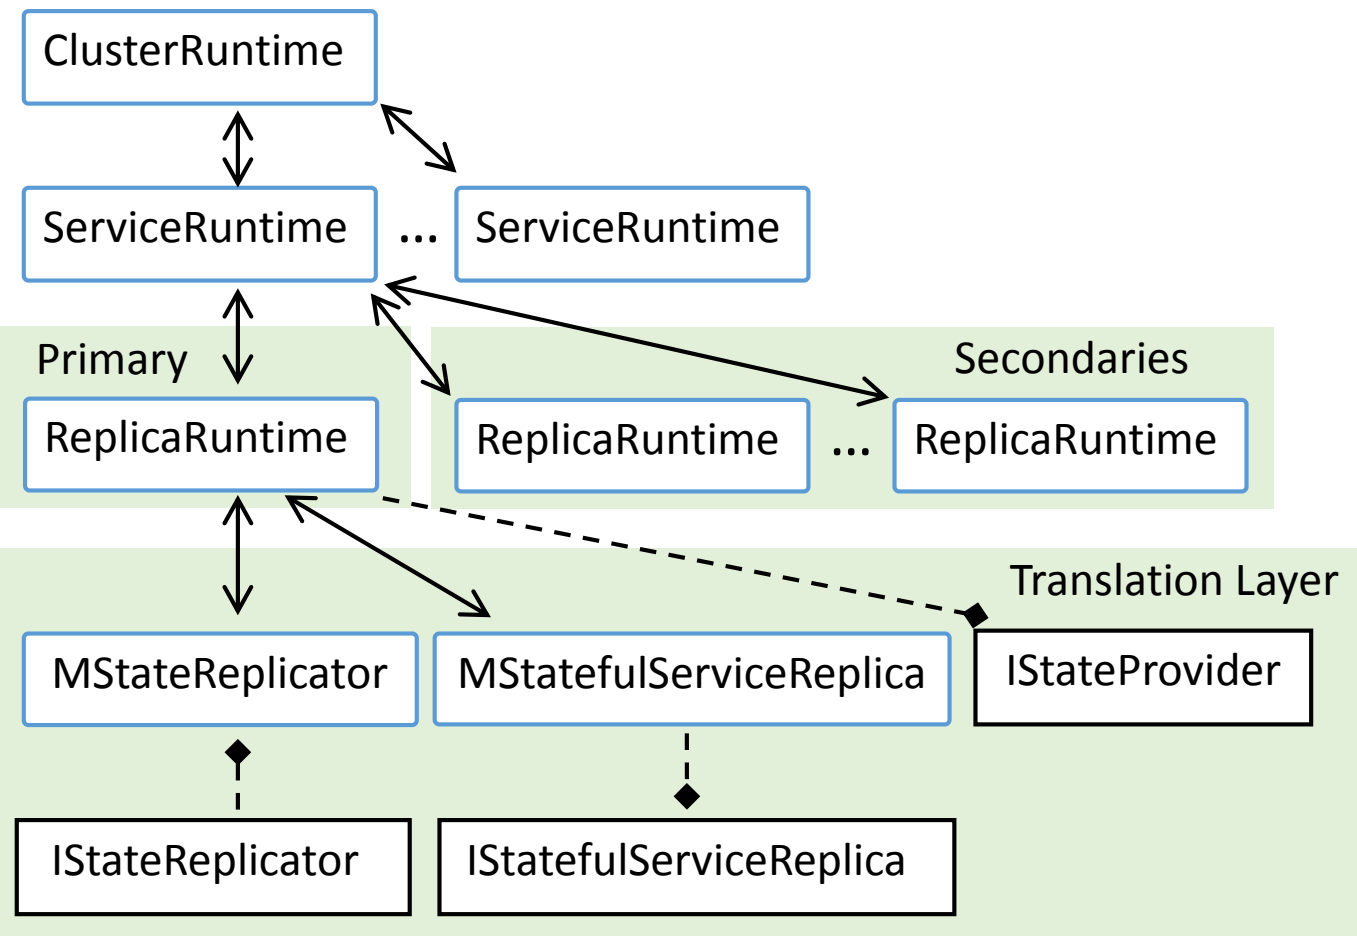 ClusterRuntime
ServiceRuntime ... ServiceRuntime
Primary
Secondaries
ReplicaRuntime
ReplicaRuntime ... ReplicaRuntime
Translation Layer
MStateReplicator
MStatefulServiceReplica
IStateProvider
IStateReplicator
IStatefulServiceReplica